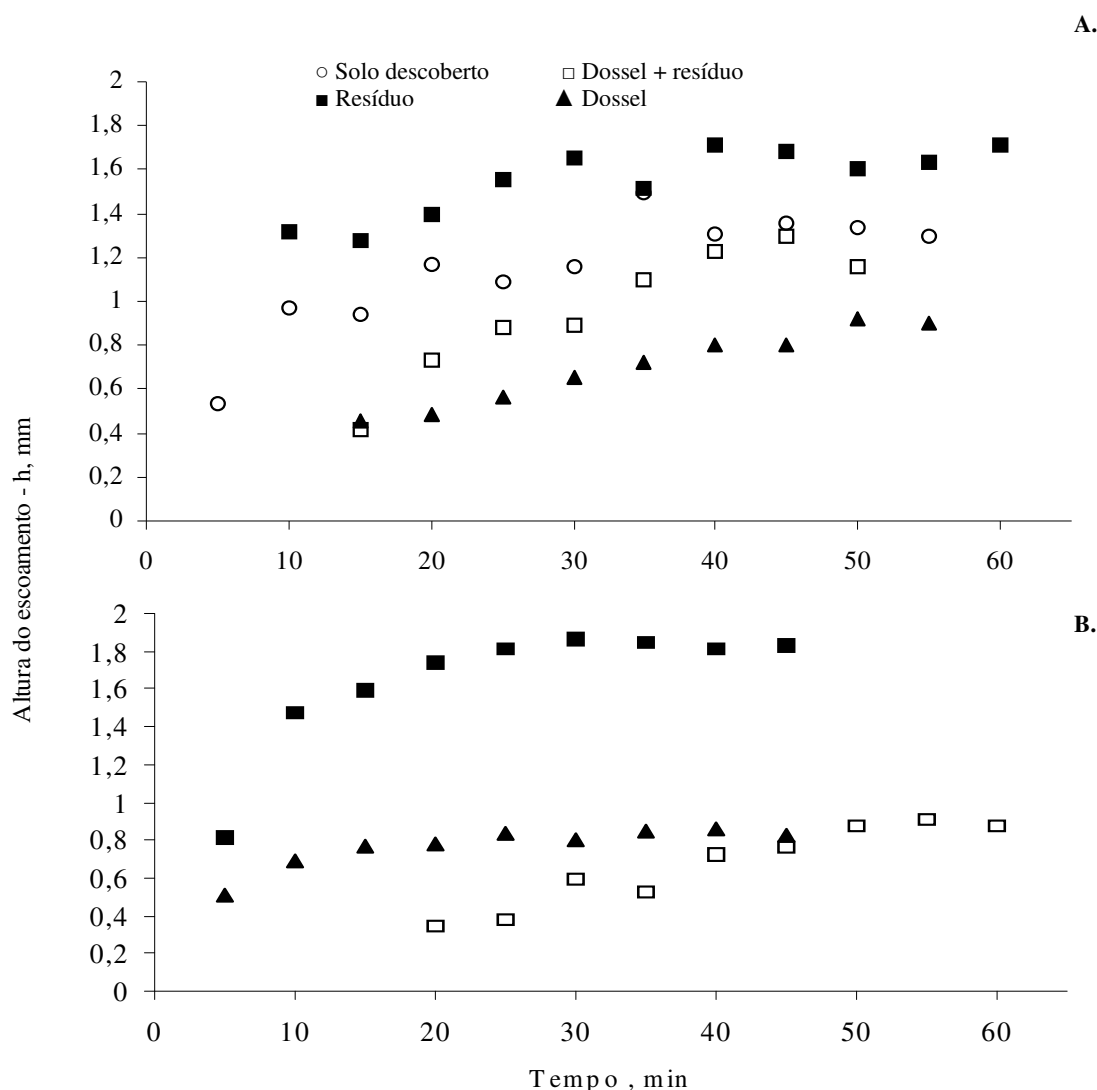 A.
Solo descoberto
Dossel + resíduo
Resíduo
Dossel
2
1,8
1,6
1,4
1,2
1
0,8
0,6
0,4
0,2
0
0 10 20 30 40 50 60
Altura do escoamento - h, mm
B.
2
1,8
1,6
1,4
1,2
1
0,8
0,6
0,4
0,2
0
0 10 20 30 40 50 60
Tempo , min